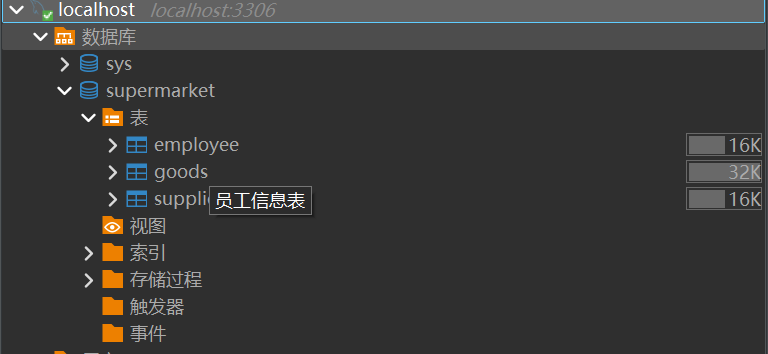 localhost localhost:3306
数据库
sys
supermarket
表
employee 16K
goods 32K
员工信息表
16K
视图
索引
存储过程
触发器
事件